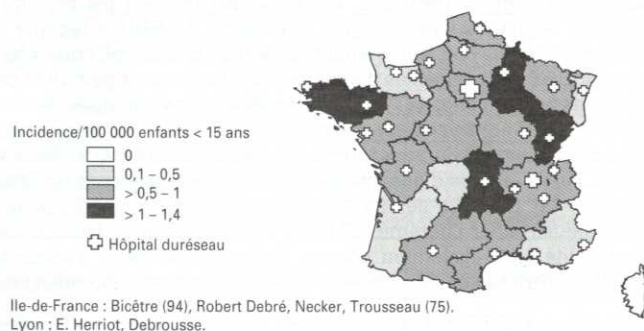 Incidence/100 000 enfants < 15 ans
0
0,1 – 0,5
> 0,5 – 1
> 1 – 1,4
Hôpital duréseau
Ile-de-France : Bicêtre (94), Robert Debré, Necker, Trousseau (75).
Lyon : E. Herriot, Debrousse.